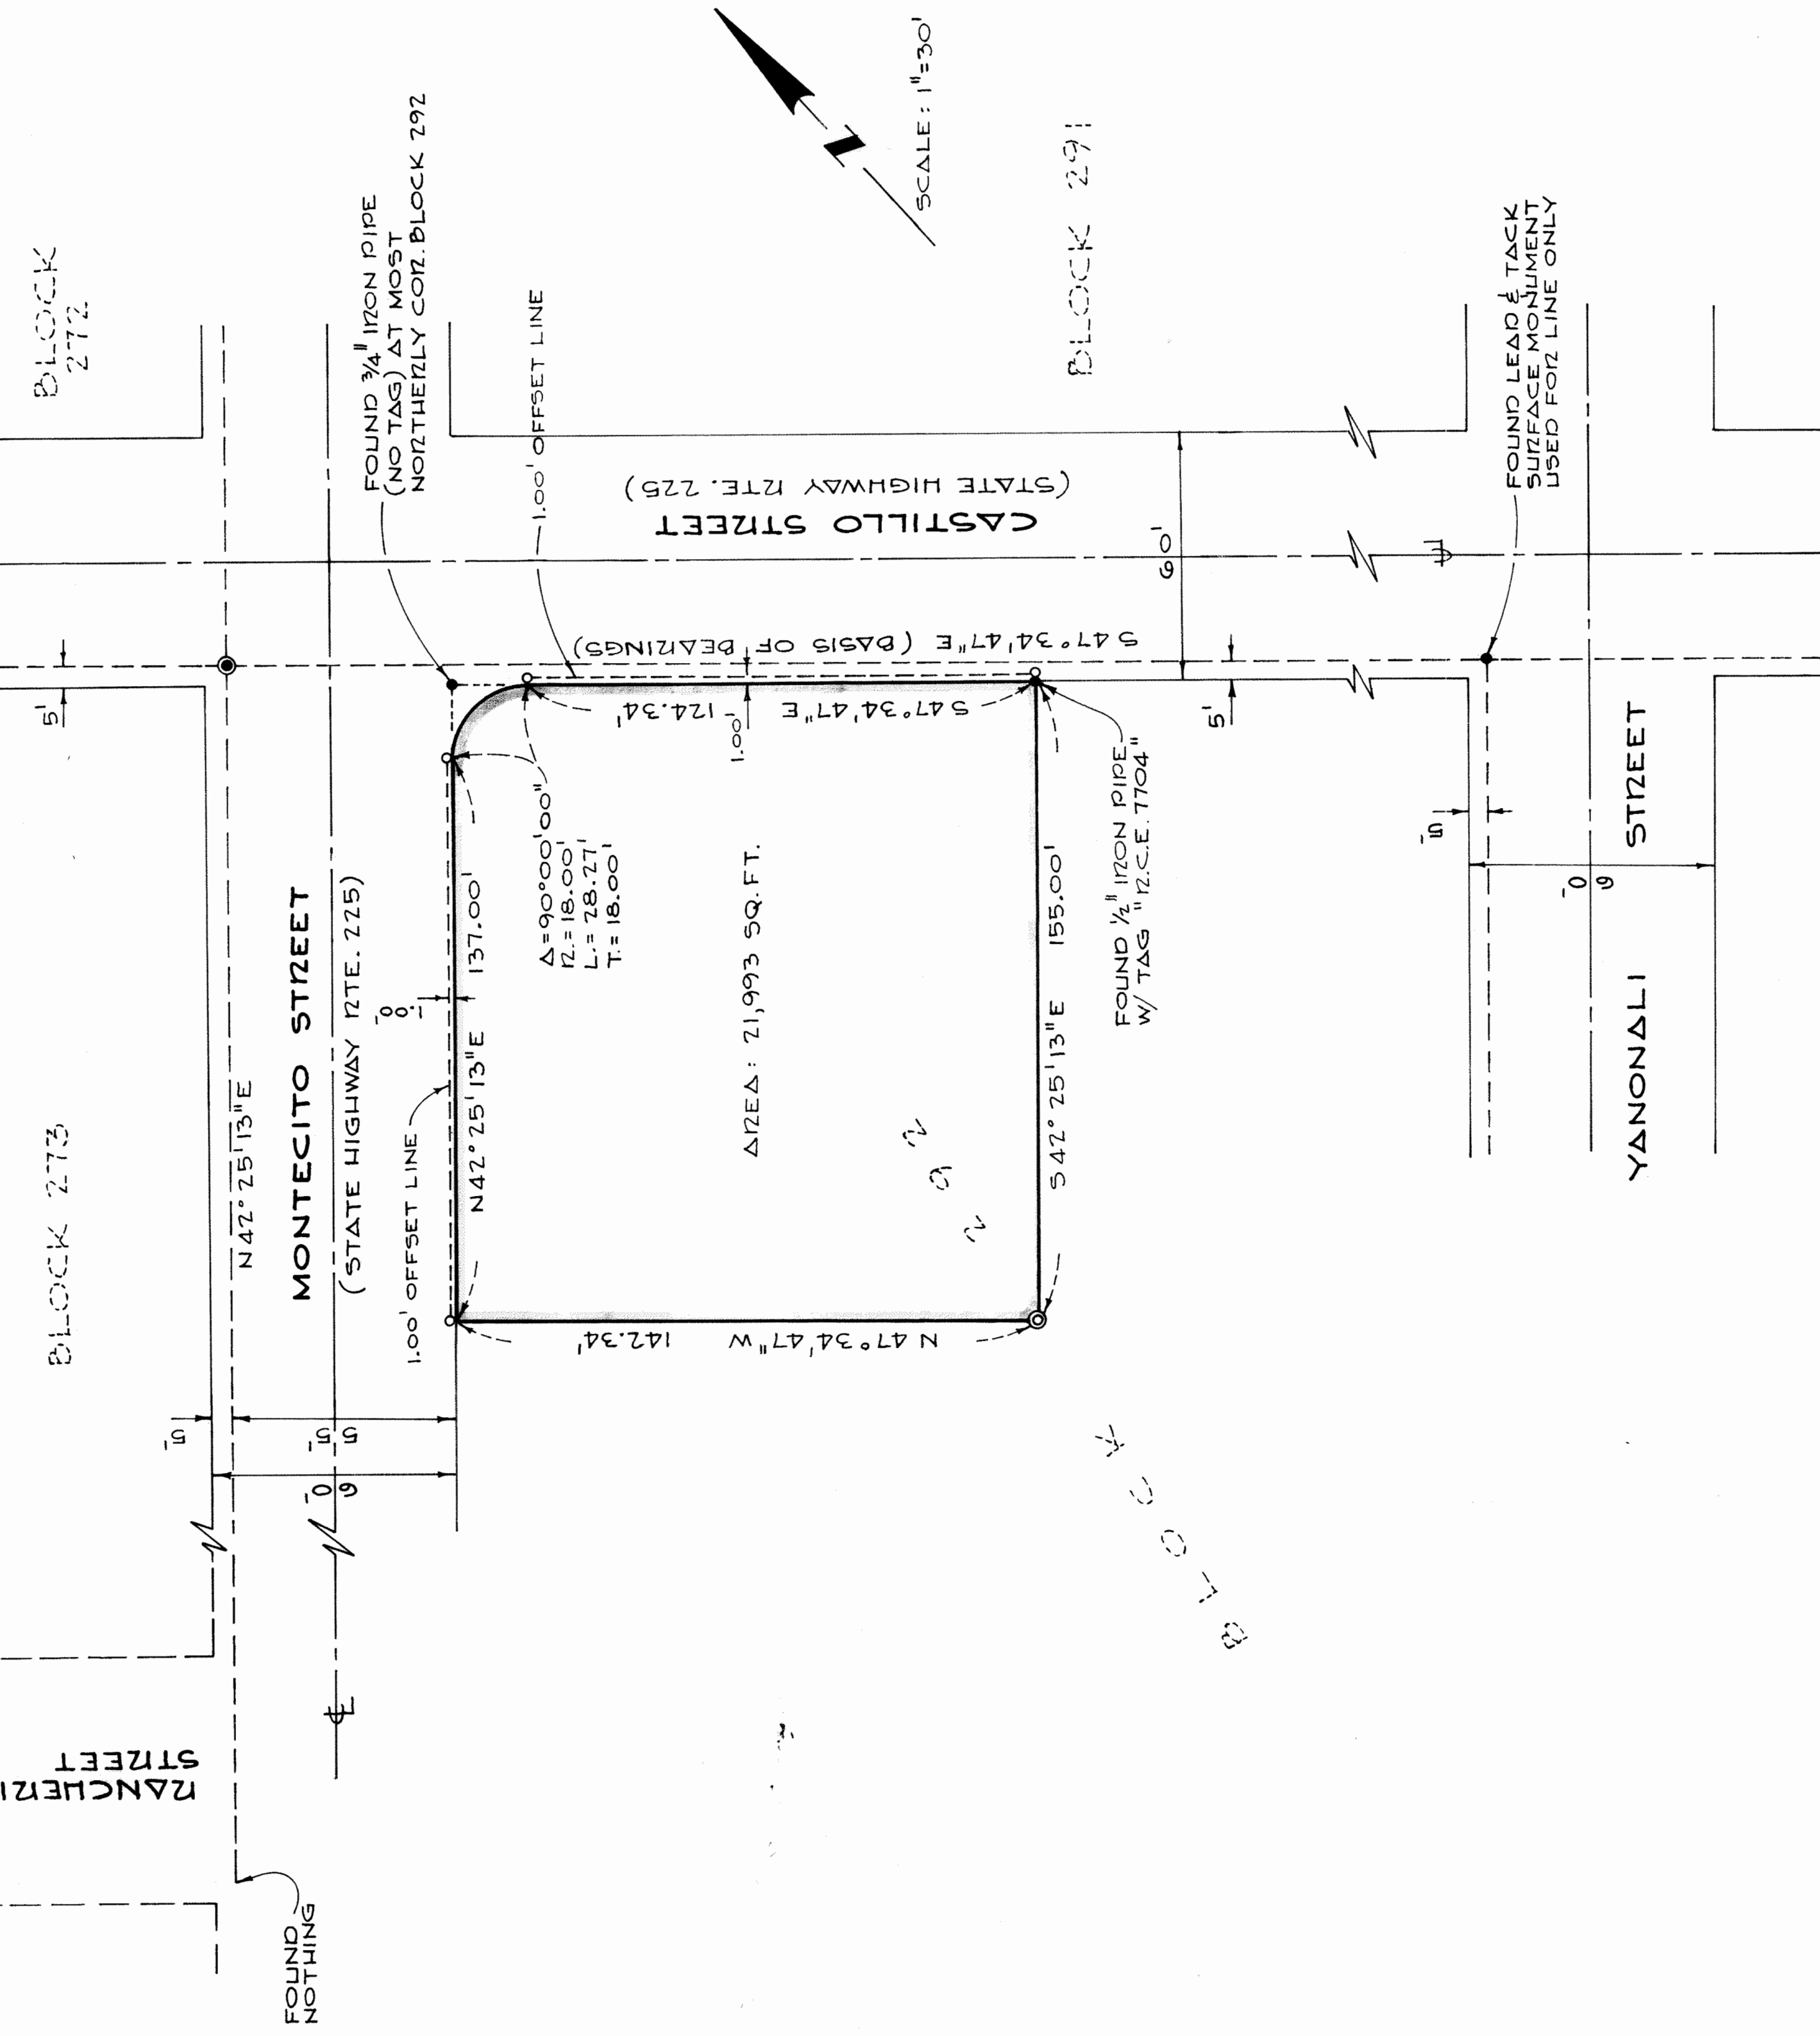 BLOCK
272
FOUND 3/4" IRON PIPE
(NO TAG) AT MOST
NORTHERLY COR. BLOCK 292
N
SCALE: 1"=30'
BLOCK 291
FOUND LEAD & TACK
SURFACE MONUMENT
USED FOR LINE ONLY
1.00' OFFSET LINE
CASTILLO STREET
(STATE HIGHWAY RTE. 225)
60'
S 47° 34' 47" E (BASIS OF BEARINGS)
5'
S 47° 34' 47" E 124.34'
1.00'
5'
5'
60'
YANONALI STREET
FOUND 1/2" IRON PIPE
W/ TAG "R.C.E. 7704"
Δ=90°00'00"
R.= 18.00'
L.= 28.27'
T.= 18.00'
AREA: 21,993 SQ. FT.
N 42° 25' 13" E 137.00'
S 42° 25' 13" E 155.00'
N 47° 34' 47" W 142.34'
1.00'
1.00' OFFSET LINE
MONTECITO STREET
(STATE HIGHWAY RTE. 225)
N 42° 25' 13" E
BLOCK 273
BLOCK 292
5'
55'
60'
RANCHERI
STREET
FOUND
NOTHING